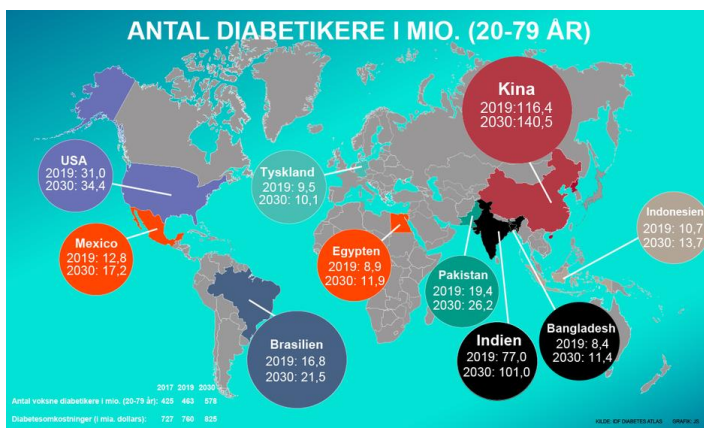 ANTAL DIABETIKERE I MIO. (20-79 ÅR)
Kina
2019:116,4
2030:140,5
USA
2019: 31,0
2030: 34,4
Tyskland
2019: 9,5
2030: 10,1
Indonesien
2019: 10,7
2030: 13,7
Mexico
2019: 12,8
2030: 17,2
Egypten
2019: 8,9
2030: 11,9
Pakistan
2019: 19,4
2030: 26,2
Brasilien
2019: 16,8
2030: 21,5
Indien
2019: 77,0
2030: 101,0
Bangladesh
2019: 8,4
2030: 11,4
2017 2019 2030
Antal voksne diabetikere i mio. (20-79 år): 425 463 578
Diabetesomkostninger (i mia. dollars): 727 760 825
KILDE: IDF DIABETES ATLAS GRAFIK: JS